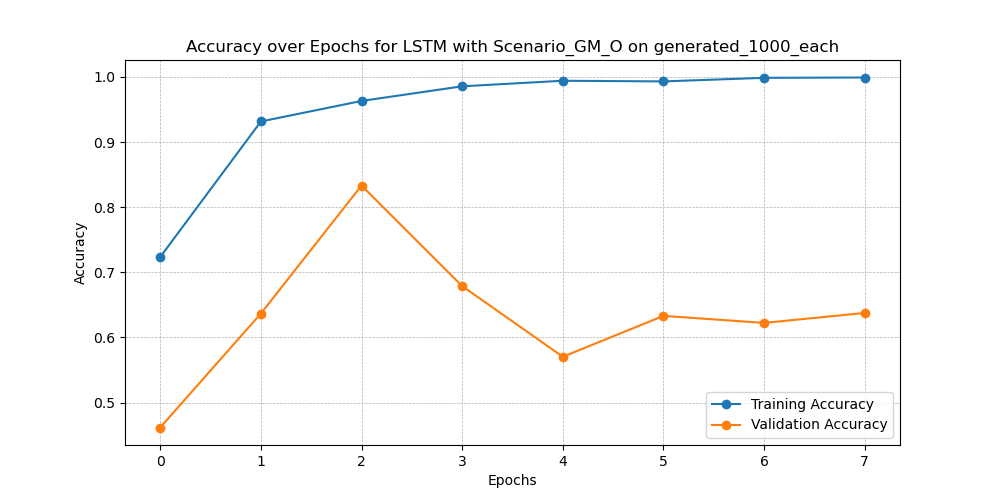 Accuracy over Epochs for LSTM with Scenario_GM_O on generated_1000_each
1.0
0.9
0.8
0.7
0.6
0.5
Accuracy
0 1 2 3 4 5 6 7
Epochs
Training Accuracy
Validation Accuracy